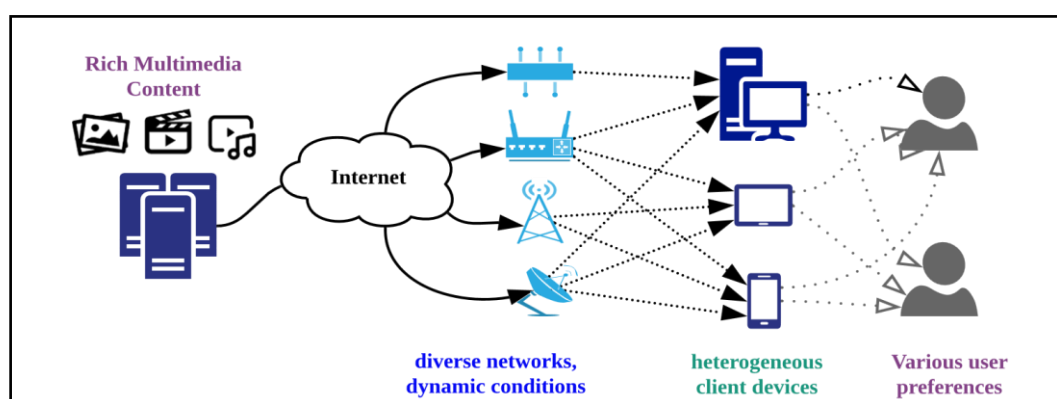 Rich Multimedia
Content
Internet
diverse networks,
dynamic conditions
heterogeneous
client devices
Various user
preferences